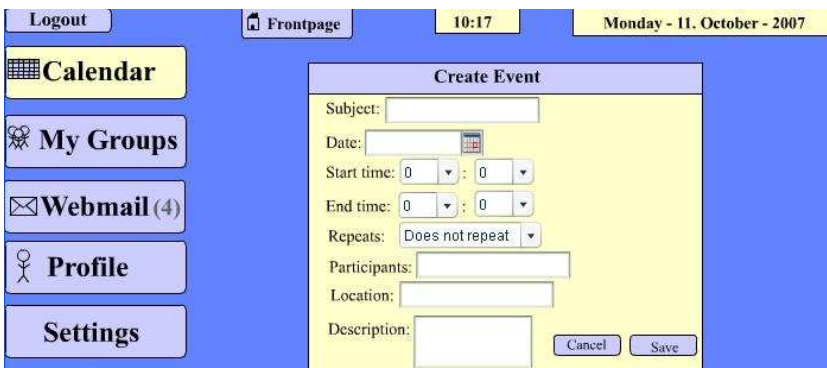 Logout
Frontpage
10:17
Monday - 11. October - 2007
Calendar
My Groups
Webmail (4)
Profile
Settings
Create Event
Subject:
Date:
Start time: 0 : 0
End time: 0 : 0
Repeats: Does not repeat
Participants:
Location:
Description:
Cancel Save